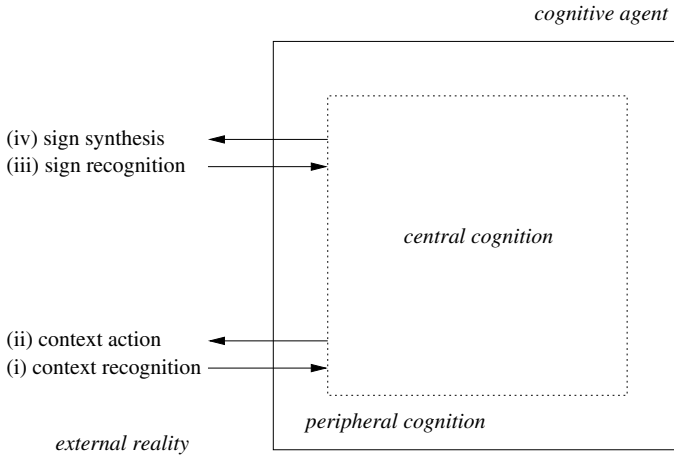 cognitive agent
(iv) sign synthesis
(iii) sign recognition
central cognition
(ii) context action
(i) context recognition
peripheral cognition
external reality